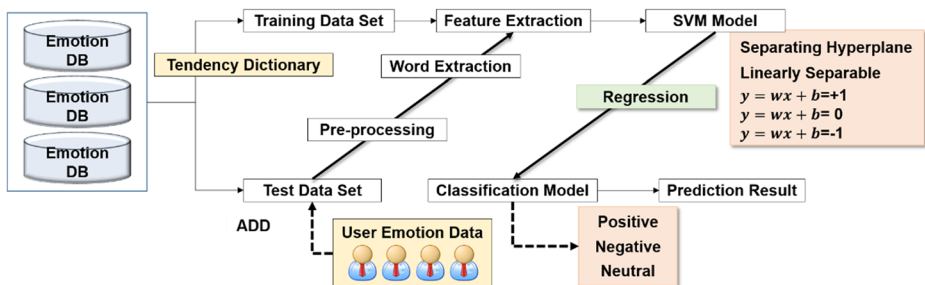 Emotion
DB
Emotion
DB
Emotion
DB
Tendency Dictionary
Training Data Set
Feature Extraction
SVM Model
Word Extraction
Pre-processing
Regression
Separating Hyperplane
Linearly Separable
y = wx + b=+1
y = wx + b= 0
y = wx + b=-1
Test Data Set
Classification Model
Prediction Result
ADD
User Emotion Data
Positive
Negative
Neutral